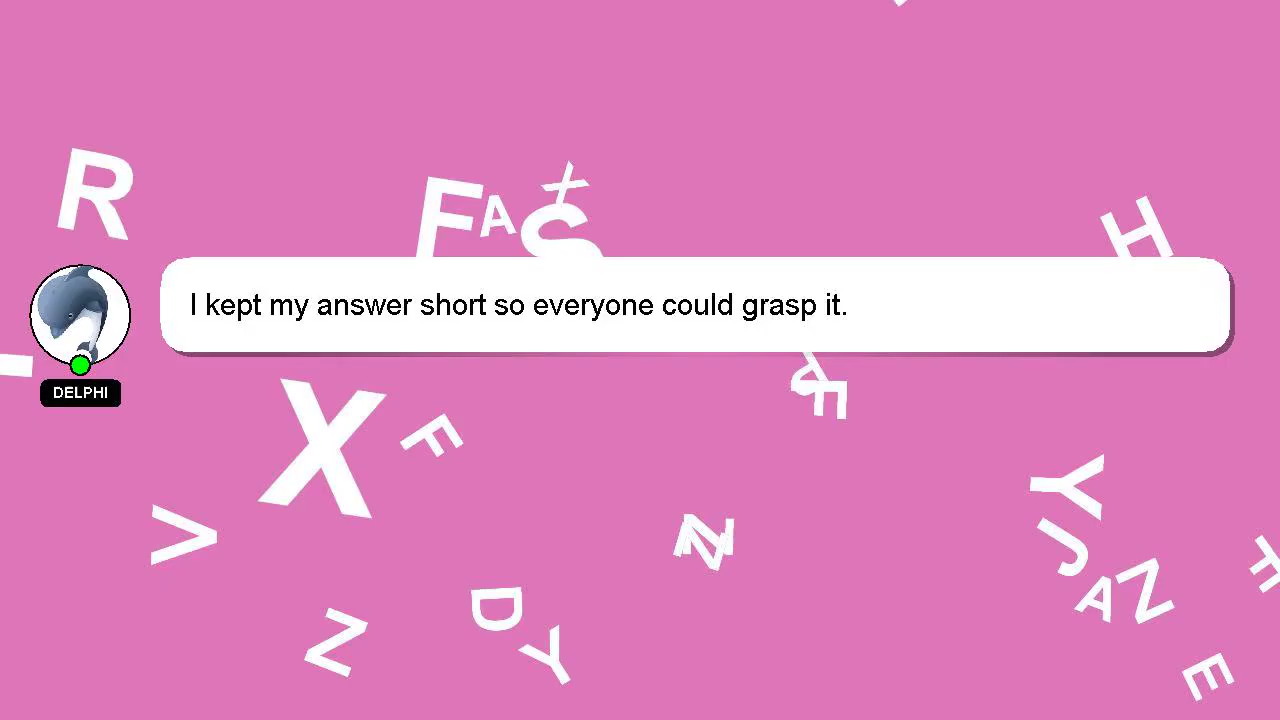 I kept my answer short so everyone could grasp it.
DELPHI
R
F
A
X
S
H
X
F
R
F
Y
V
J
A
Z
N
Z
F
D
Y
N
E